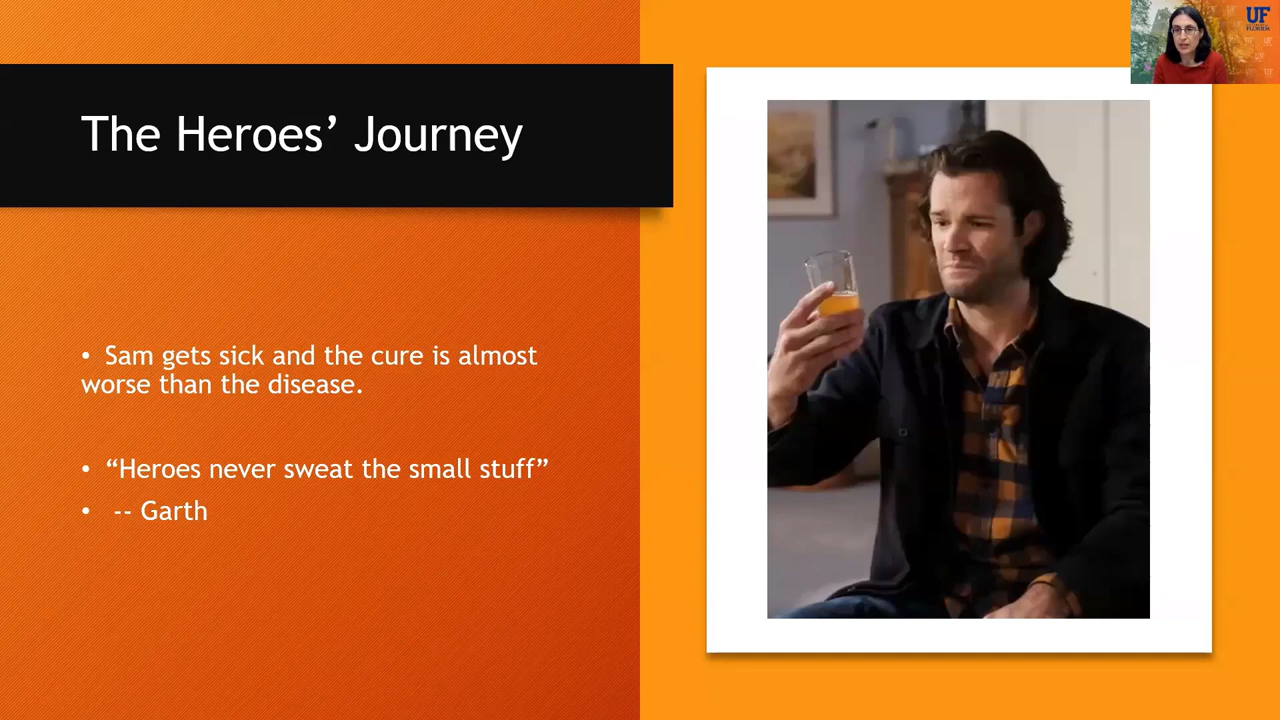 The Heroes’ Journey
• Sam gets sick and the cure is almost
worse than the disease.
• “Heroes never sweat the small stuff”
• -- Garth
UF
FLORIDA